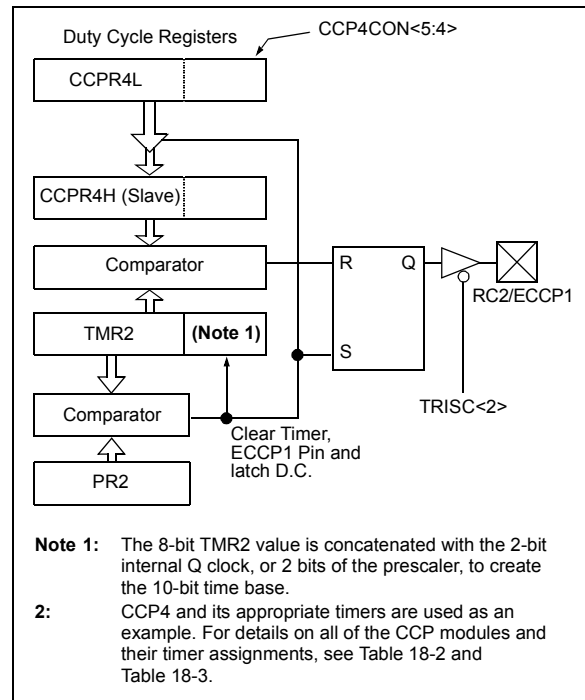 Duty Cycle Registers
CCP4CON<5:4>
CCPR4L
CCPR4H (Slave)
Comparator
R
Q
RC2/ECCP1
TMR2
(Note 1)
S
TRISC<2>
Comparator
Clear Timer,
ECCP1 Pin and
latch D.C.
PR2
Note 1: The 8-bit TMR2 value is concatenated with the 2-bit
internal Q clock, or 2 bits of the prescaler, to create
the 10-bit time base.
2: CCP4 and its appropriate timers are used as an
example. For details on all of the CCP modules and
their timer assignments, see Table 18-2 and
Table 18-3.